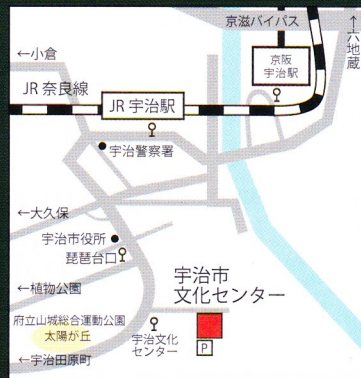 京滋バイパス
↑六地蔵
←小倉
京阪
宇治駅
JR 奈良線
JR 宇治駅
宇治警察署
←大久保
宇治市役所
琵琶台口
←植物公園
宇治市
文化センター
府立山城総合運動公園
太陽が丘
宇治文化
センター
P
←宇治田原町